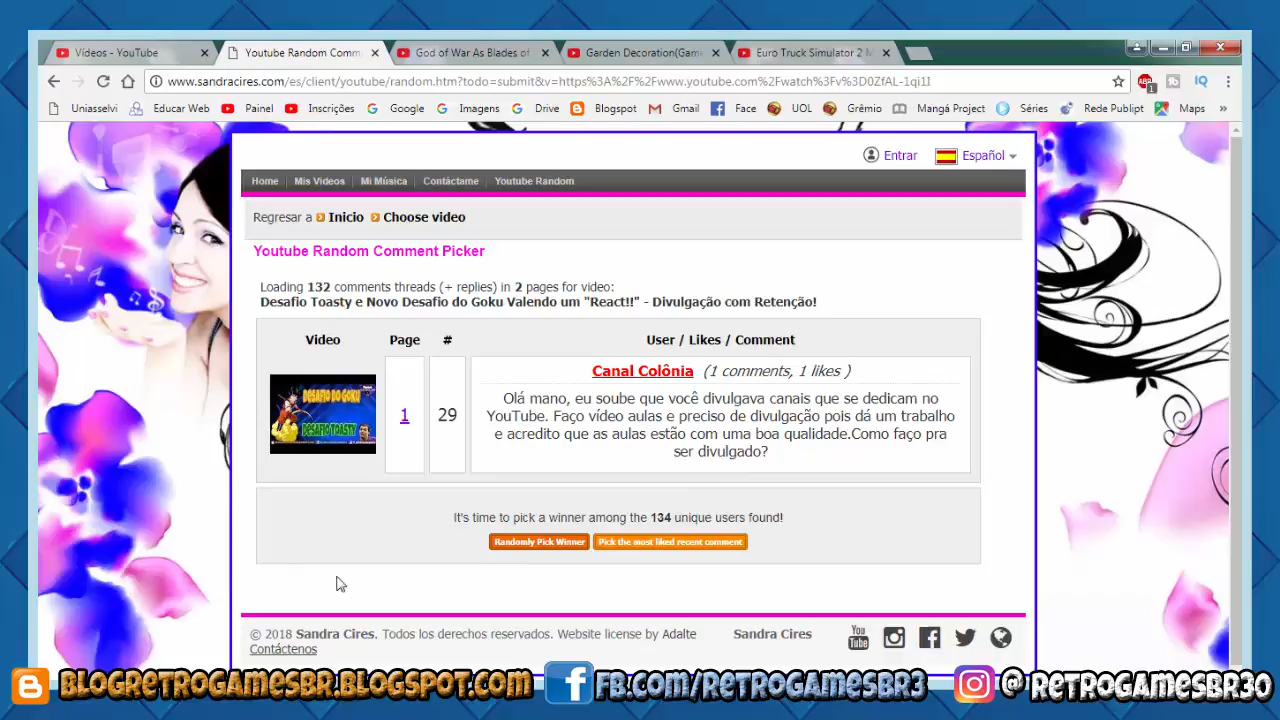 Vídeos - YouTube
Youtube Random Comm
God of War As Blades of
Garden Decoration(Gam
Euro Truck Simulator 2 M
www.sandracires.com/es/client/youtube/random.htm?todo=submit&v=https%3A%2F%2Fwww.youtube.com%2Fwatch%3Fv%3D0ZfAL-1qi1I
ABP
1
IQ
Uniasselvi
Educar Web
Painel
Inscrições
Google
Imagens
Drive
Blogspot
Gmail
Face
UOL
Grêmio
Mangá Project
Séries
Rede Publipt
Maps
»
Entrar
Español
Home
Mis Videos
Mi Música
Contáctame
Youtube Random
Regresar a Inicio Choose video
Youtube Random Comment Picker
Loading 132 comments threads (+ replies) in 2 pages for video:
Desafio Toasty e Novo Desafio do Goku Valendo um "React!!" - Divulgação com Retenção!
Video
Page
#
User / Likes / Comment
DESAFIO DO GOKU
DESAFIO TOASTY
1
29
Canal Colônia (1 comments, 1 likes )
Olá mano, eu soube que você divulgava canais que se dedicam no
YouTube. Faço vídeo aulas e preciso de divulgação pois dá um trabalho
e acredito que as aulas estão com uma boa qualidade.Como faço pra
ser divulgado?
It's time to pick a winner among the 134 unique users found!
Randomly Pick Winner
Pick the most liked recent comment
© 2018 Sandra Cires. Todos los derechos reservados. Website license by Adalte
Contáctenos
Sandra Cires
You
Tube
BLOGRETROGAMESBR.BLOGSPOT.COM
FB.COM/RETROGAMESBR3
@RETROGAMESBR30